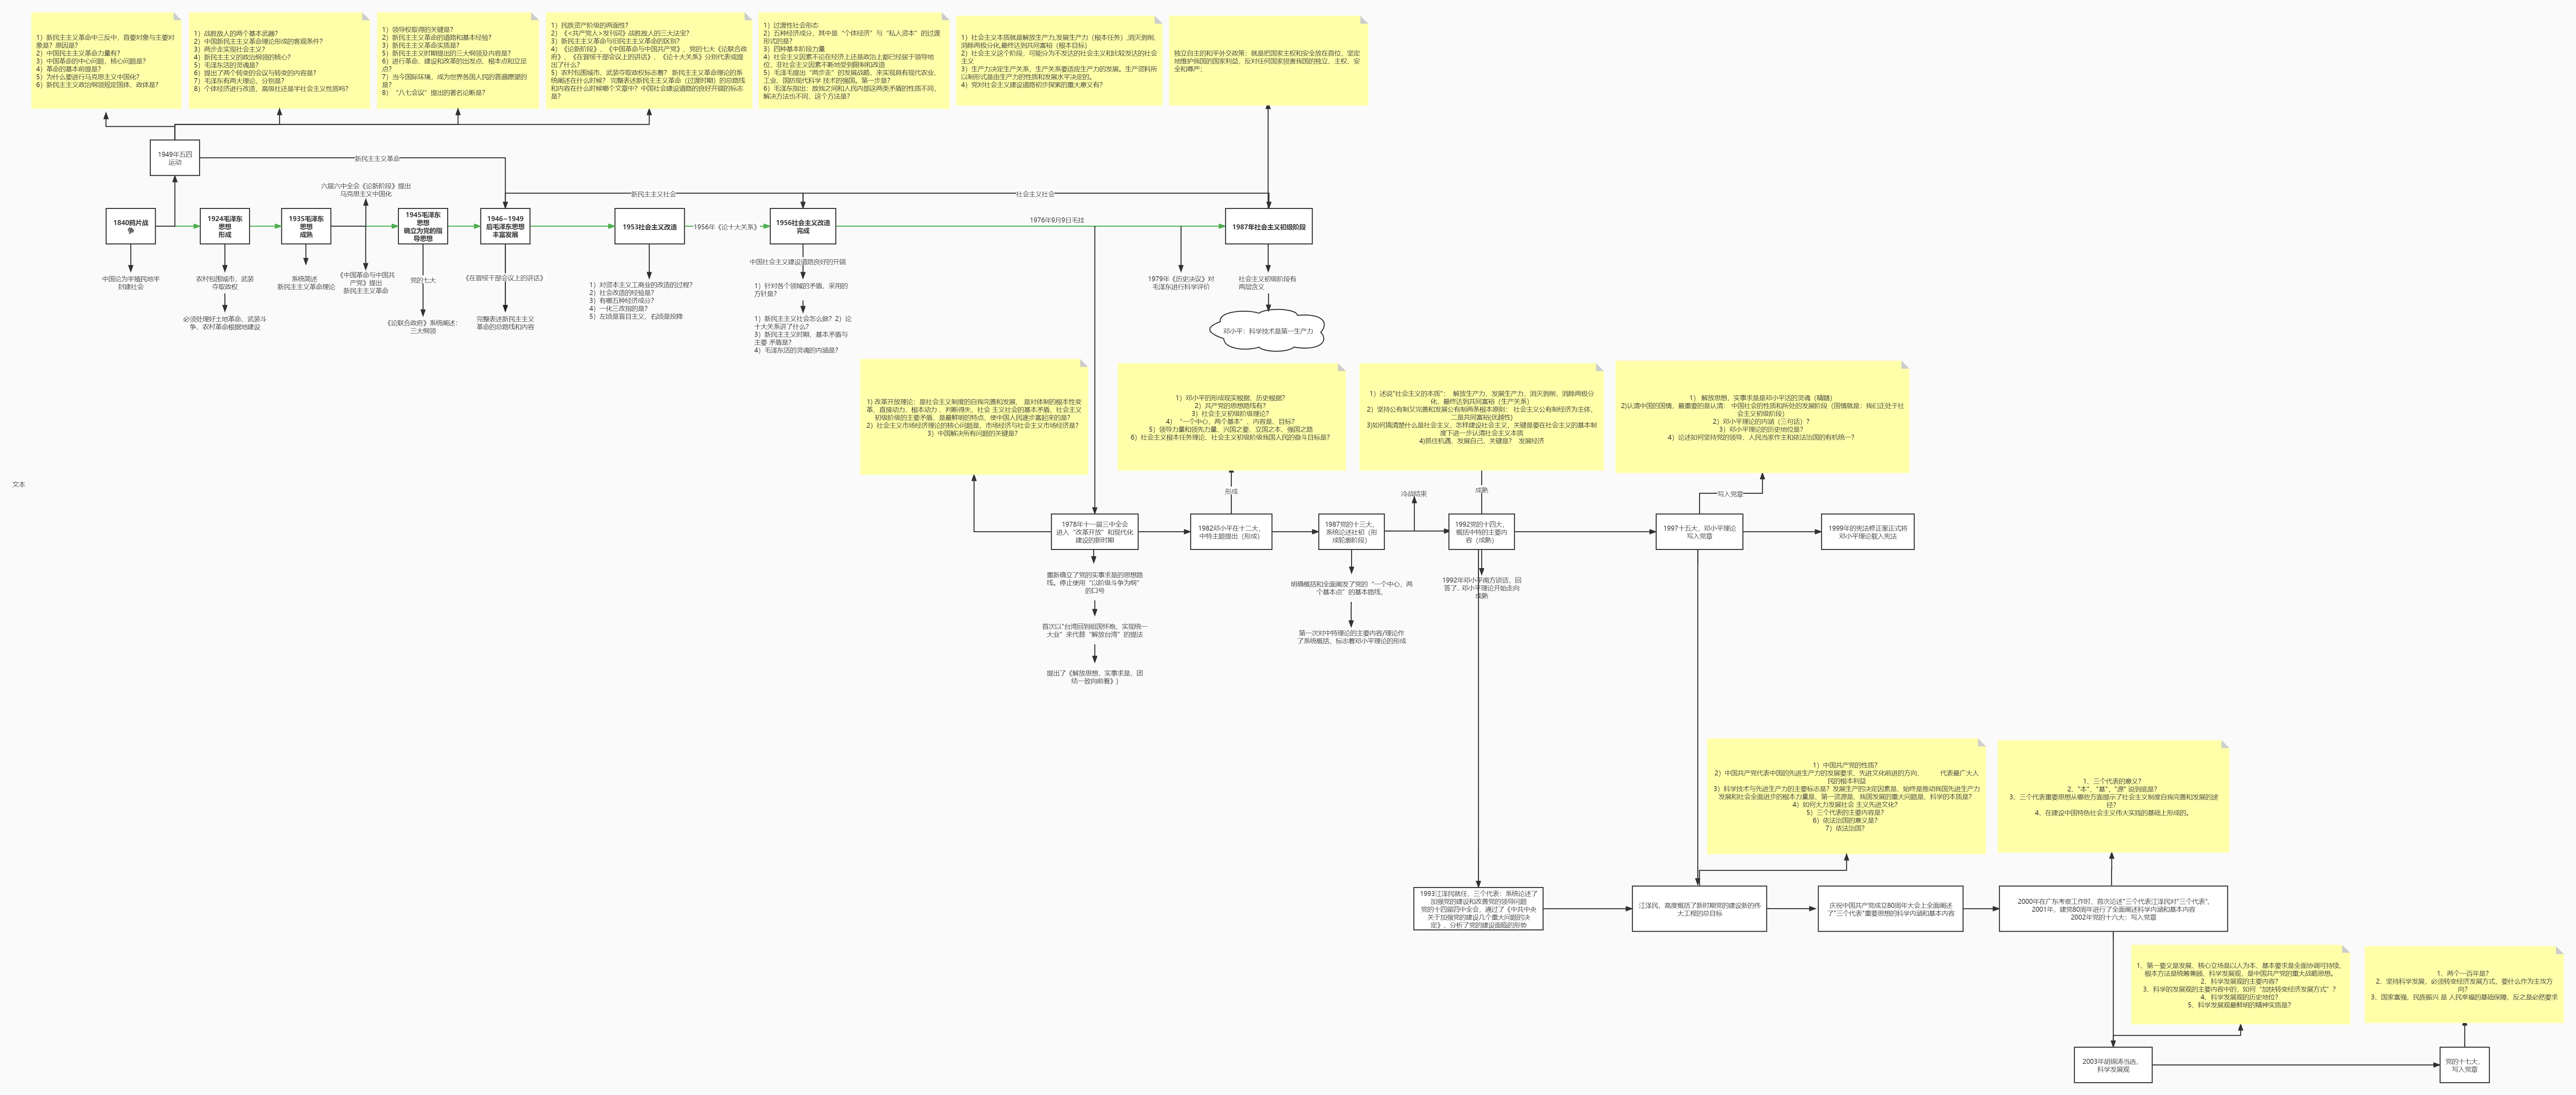 1）新民主主义革命中三反中，首要对象与主要对
象是？原因是？
2）中国民主主义革命力量有？
3）中国革命的中心问题，核心问题是？
4）革命的基本前提是？
5）为什么要进行马克思主义中国化？
6）新民主主义政治纲领规定国体、政体是？
1）战胜敌人的两个基本武器？
2）中国新民主主义革命理论形成的客观条件？
3）两步走实现社会主义？
4）新民主主义的政治纲领的核心？
5）毛泽东活的灵魂是？
6）提出了两个转变的会议与转变的内容是？
7）毛泽东有两大理论，分别是？
8）个体经济进行改造，高级社还是半社会主义性质吗？
1）领导权取得的关键是？
2）新民主主义革命的道路和基本经验？
3）新民主主义革命实质是？
5）新民主主义时期提出的三大纲领及内容是？
6）进行革命、建设和改革的出发点、根本点和立足
点？
7）当今国际环境，成为世界各国人民的普遍愿望的
是？
8）“八七会议”提出的著名论断是？
1）民族资产阶级的两面性？
2）《<共产党人>发刊词》战胜敌人的三大法宝？
3）新民主主义革命与旧民主主义革命的区别？
4）《论新阶段》、《中国革命与中国共产党》、党的七大《论联合政
府》、《在晋绥干部会议上的讲话》、《论十大关系》分别代表或提
出了什么？
5）农村包围城市，武装夺取政权标志着？ 新民主主义革命理论的系
统阐述在什么时候？ 完整表述新民主主义革命（过渡时期）的总路线
和内容在什么时候哪个文章中？中国社会建设道路的良好开端的标志
是？
1）过渡性社会形态
2）五种经济成分，其中是“个体经济”与“私人资本”的过渡
形式的是？
3）四种基本阶段力量
4）社会主义因素不论在经济上还是政治上都已经居于领导地
位，非社会主义因素不断地受到限制和改造
5）毛泽东提出“两步走”的发展战略，来实现具有现代农业、
工业、国防现代科学 技术的强国。第一步是？
6）毛泽东指出：敌我之间和人民内部这两类矛盾的性质不同，
解决方法也不同，这个方法是？
1）社会主义本质就是解放生产力,发展生产力（根本任务）,消灭剥削,
消除两极分化,最终达到共同富裕（根本目标）
2）社会主义这个阶段，可能分为不发达的社会主义和比较发达的社会
主义
3）生产力决定生产关系，生产关系要适应生产力的发展。生产资料所
以制形式是由生产力的性质和发展水平决定的。
4）党对社会主义建设道路初步探索的重大意义有？
独立自主的和平外交政策：就是把国家主权和安全放在首位，坚定
地维护我国的国家利益，反对任何国家损害我国的独立、主权、安
全和尊严；
1949年五四
运动
新民主主义革命
六届六中全会《论新阶段》提出
马克思主义中国化
新民主主义社会
社会主义社会
1840鸦片战
争
1924毛泽东
思想
形成
1935毛泽东
思想
成熟
1945毛泽东
思想
确立为党的指
导思想
1946~1949
后毛泽东思想
丰富发展
1953社会主义改造
1956年《论十大关系》
1956社会主义改造
完成
1976年9月9日毛挂
1987年社会主义初级阶段
中国论为半殖民地半
封建社会
农村包围城市，武装
夺取政权
必须处理好土地革命、武装斗
争、农村革命根据地建设
系统简述
新民主主义革命理论
《中国革命与中国共
产党》提出
新民主主义革命
党的七大
《论联合政府》系统阐述：
三大纲领
《在晋绥干部会议上的讲话》
完整表述新民主主义
革命的总路线和内容
1）对资本主义工商业的改造的过程？
2）社会改造的经验是？
3）有哪五种经济成分？
4）一化三改指的是？
5）左顷是盲目主义、右顷是投降
中国社会主义建设道路良好的开端
1）针对各个领域的矛盾，采用的
方针是？
1）新民主主义社会怎么做？2）论
十大关系讲了什么？
3）新民主主义时期，基本矛盾与
主要 矛盾是？
4）毛泽东活的灵魂的内涵是？
1979年《历史决议》对
毛泽东进行科学评价
社会主义初级阶段有
两层含义
邓小平：科学技术是第一生产力
1）改革开放理论：是社会主义制度的自我完善和发展， 是对体制的根本性变
革，直接动力、根本动力 、判断得失，社会 主义社会的基本矛盾，社会主义
初级阶级的主要矛盾，是最鲜明的特点、使中国人民逐步富起来的是？
2）社会主义市场经济理论的核心问题是，市场经济与社会主义市场经济是？
3）中国解决所有问题的关键是？
1）邓小平的形成现实根据、历史根据？
2）共产党的思想路线有？
3）社会主义初级阶级理论？
4）“一个中心，两个基本”，内容是，目标？
5）领导力量和领先力量、兴国之要、立国之本、强国之路
6）社会主义根本任务理论，社会主义初级阶级我国人民的奋斗目标是？
1）述说“社会主义的本质”： 解放生产力，发展生产力，消灭剥削、消除两极分
化，最终达到共同富裕（生产关系）
2）坚持公有制又完善和发展公有制两条根本原则： 社会主义公有制经济为主体，
二是共同富裕(优越性)
3)如何搞清楚什么是社会主义，怎样建设社会主义，关键是要在社会主义的基本制
度下进一步认清社会主义本质
4)抓住机遇，发展自己，关键是？ 发展经济
1） 解放思想，实事求是是邓小平活的灵魂（精髓）
2)认清中国的国情，最重要的是认清： 中国社会的性质和所处的发展阶段（国情就是：我们正处于社
会主义初级阶段）
2）邓小平理论的内涵（三句话）？
3）邓小平理论的历史地位是？
4）论述如何坚持党的领导、人民当家作主和依法治国的有机统一？
文本
形成
冷战结束
成熟
写入党章
1978年十一届三中全会
进入“改革开放”和现代化
建设的新时期
1982邓小平在十二大，
中特主题提出（形成）
1987党的十三大，
系统论述社初（形
成轮廓阶段）
1992党的十四大，
概括中特的主要内
容（成熟）
1997十五大，邓小平理论
写入党章
1999年的宪法修正案正式将
邓小平理论载入宪法
重新确立了党的实事求是的思想路
线。停止使用“以阶级斗争为纲”
的口号
首次以“台湾回到祖国怀抱、实现统一
大业”来代替“解放台湾”的提法
提出了《解放思想，实事求是，团
结一致向前看》)
明确概括和全面阐发了党的“一个中心，两
个基本点”的基本路线。
第一次对中特理论的主要内容/理论作
了系统概括，标志着邓小平理论的形成
1992年邓小平南方谈话，回
答了.. 邓小平理论开始走向
成熟
1）中国共产党的性质？
2）中国共产党代表中国的先进生产力的发展要求、先进文化前进的方向、 代表最广大人
民的根本利益
3）科学技术与先进生产力的主要标志是？发展生产的决定因素是、始终是推动我国先进生产力
发展和社会全面进步的根本力量是、第一资源是、我国发展的重大问题是、科学的本质是？
4）如何大力发展社会 主义先进文化？
5）三个代表的主要内容是？
6）依法治国的意义是？
7）依法治国？
1、三个代表的意义？
2、"本"、"基"、"源" 说到底是？
3、三个代表重要思想从哪些方面提示了社会主义制度自我完善和发展的途
径？
4、在建设中国特色社会主义伟大实践的基础上形成的。
1993江泽民就任，三个代表：系统论述了
加强党的建设和改善党的领导问题
党的十四届四中全会，通过了《中共中央
关于加强党的建设几个重大问题的决
定》，分析了党的建设面临的形势
江泽民，高度概括了新时期党的建设新的伟
大工程的总目标
庆祝中国共产党成立80周年大会上全面阐述
了“三个代表”重要思想的科学内涵和基本内容
2000年在广东考察工作时，首次论述“三个代表江泽民对“三个代表”，
2001年，建党80周年进行了全面阐述科学内涵和基本内容
2002年党的十六大：写入党章
1、第一要义是发展、核心立场是以人为本、基本要求是全面协调可持续、
根本方法是统筹兼顾、科学发展观，是中国共产党的重大战略思想。
2、科学发展观的主要内容？
3、科学的发展观的主要内容中的，如何“加快转变经济发展方式”？
4、科学发展观的历史地位？
5、科学发展观最鲜明的精神实质是？
1、两个一百年是？
2、坚持科学发展，必须转变经济发展方式、要什么作为主攻方
向？
3、国家富强、民族振兴 是 人民幸福的基础保障，反之是必然要求
2003年胡锦涛当选，
科学发展观
党的十七大，
写入党章